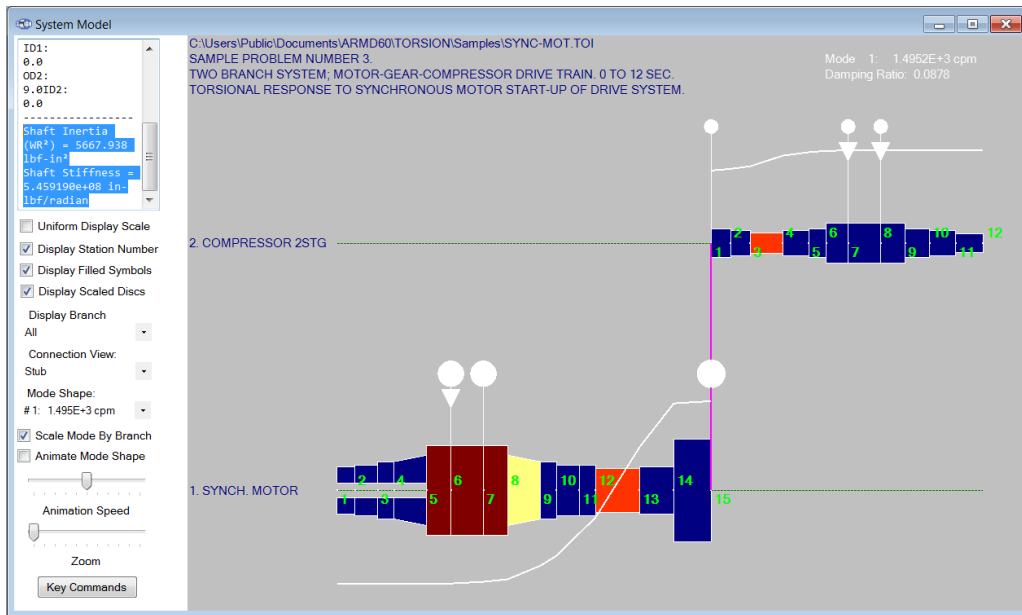 System Model
ID1:
0.0
OD2:
9.0ID2:
0.0
-----------------
Shaft Inertia
(WR²) = 5667.938
lbf-in²
Shaft Stiffness =
5.459190e+08 in-
lbf/radian
Uniform Display Scale
Display Station Number
Display Filled Symbols
Display Scaled Discs
Display Branch
All
Connection View:
Stub
Mode Shape:
# 1: 1.495E+3 cpm
Scale Mode By Branch
Animate Mode Shape
Animation Speed
Zoom
Key Commands
C:\Users\Public\Documents\ARMD60\TORSION\Samples\SYNC-MOT.TOI
SAMPLE PROBLEM NUMBER 3.
TWO BRANCH SYSTEM; MOTOR-GEAR-COMPRESSOR DRIVE TRAIN. 0 TO 12 SEC.
TORSIONAL RESPONSE TO SYNCHRONOUS MOTOR START-UP OF DRIVE SYSTEM.
Mode 1: 1.4952E+3 cpm
Damping Ratio: 0.0878
2. COMPRESSOR 2STG
1 2 3 4 5 6 7 8 9 10 11 12
1. SYNCH. MOTOR
1 2 3 4 5 6 7 8 9 10 11 12 13 14 15